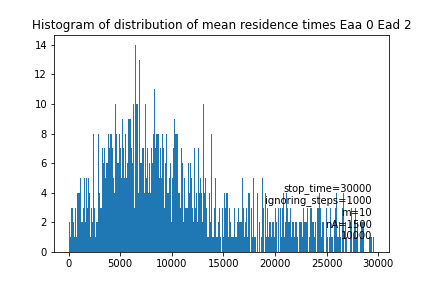 Histogram of distribution of mean residence times Eaa 0 Ead 2
14
12
10
8
6
4
2
0
stop_time=30000
ignoring_steps=1000
m=10
nA=1500
10000
0 5000 10000 15000 20000 25000 30000